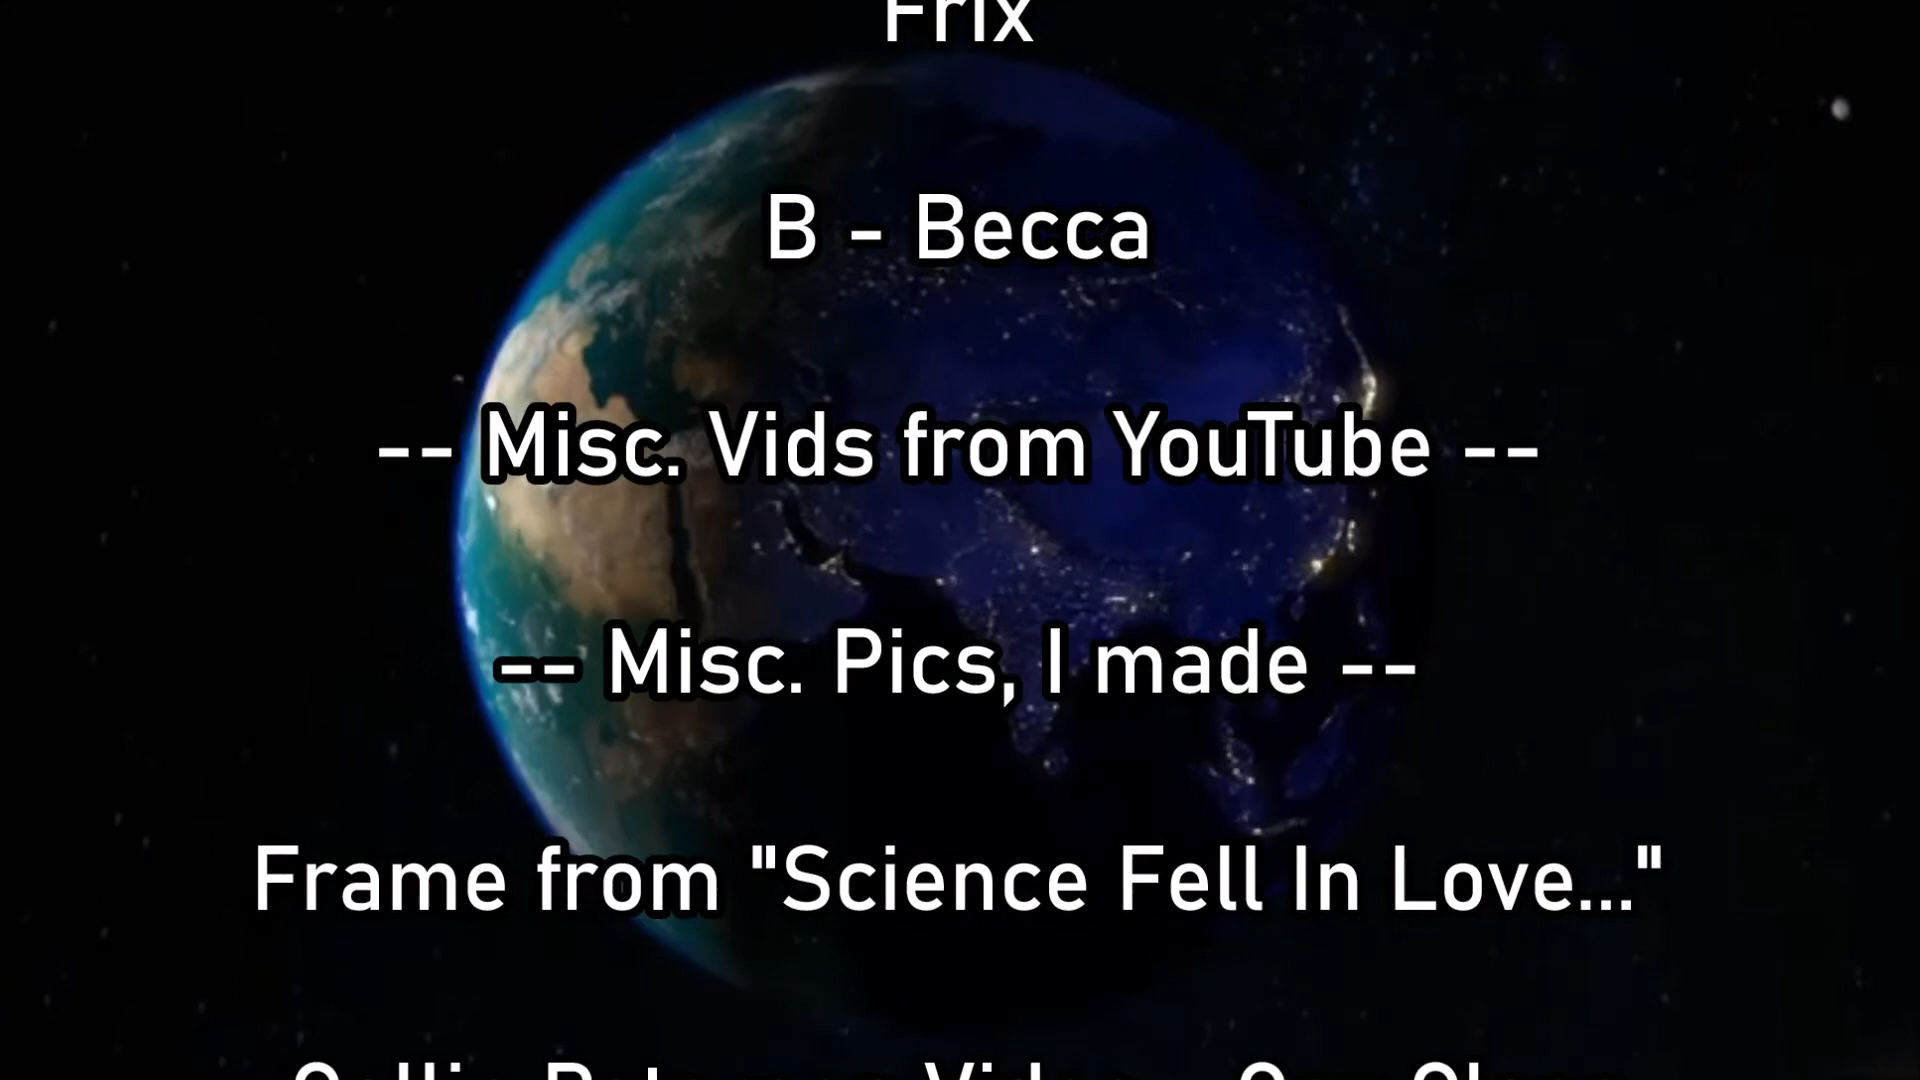 Frix
B - Becca
-- Misc. Vids from YouTube --
-- Misc. Pics, I made --
Frame from "Science Fell In Love..."